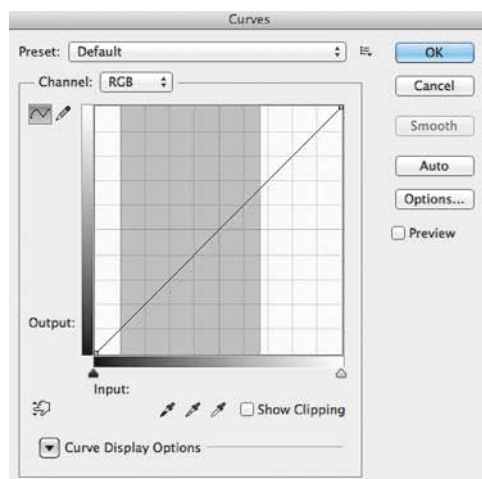 Curves
Preset: Default
OK
Channel: RGB
Cancel
Smooth
Auto
Options...
Preview
Output:
Input:
Show Clipping
Curve Display Options